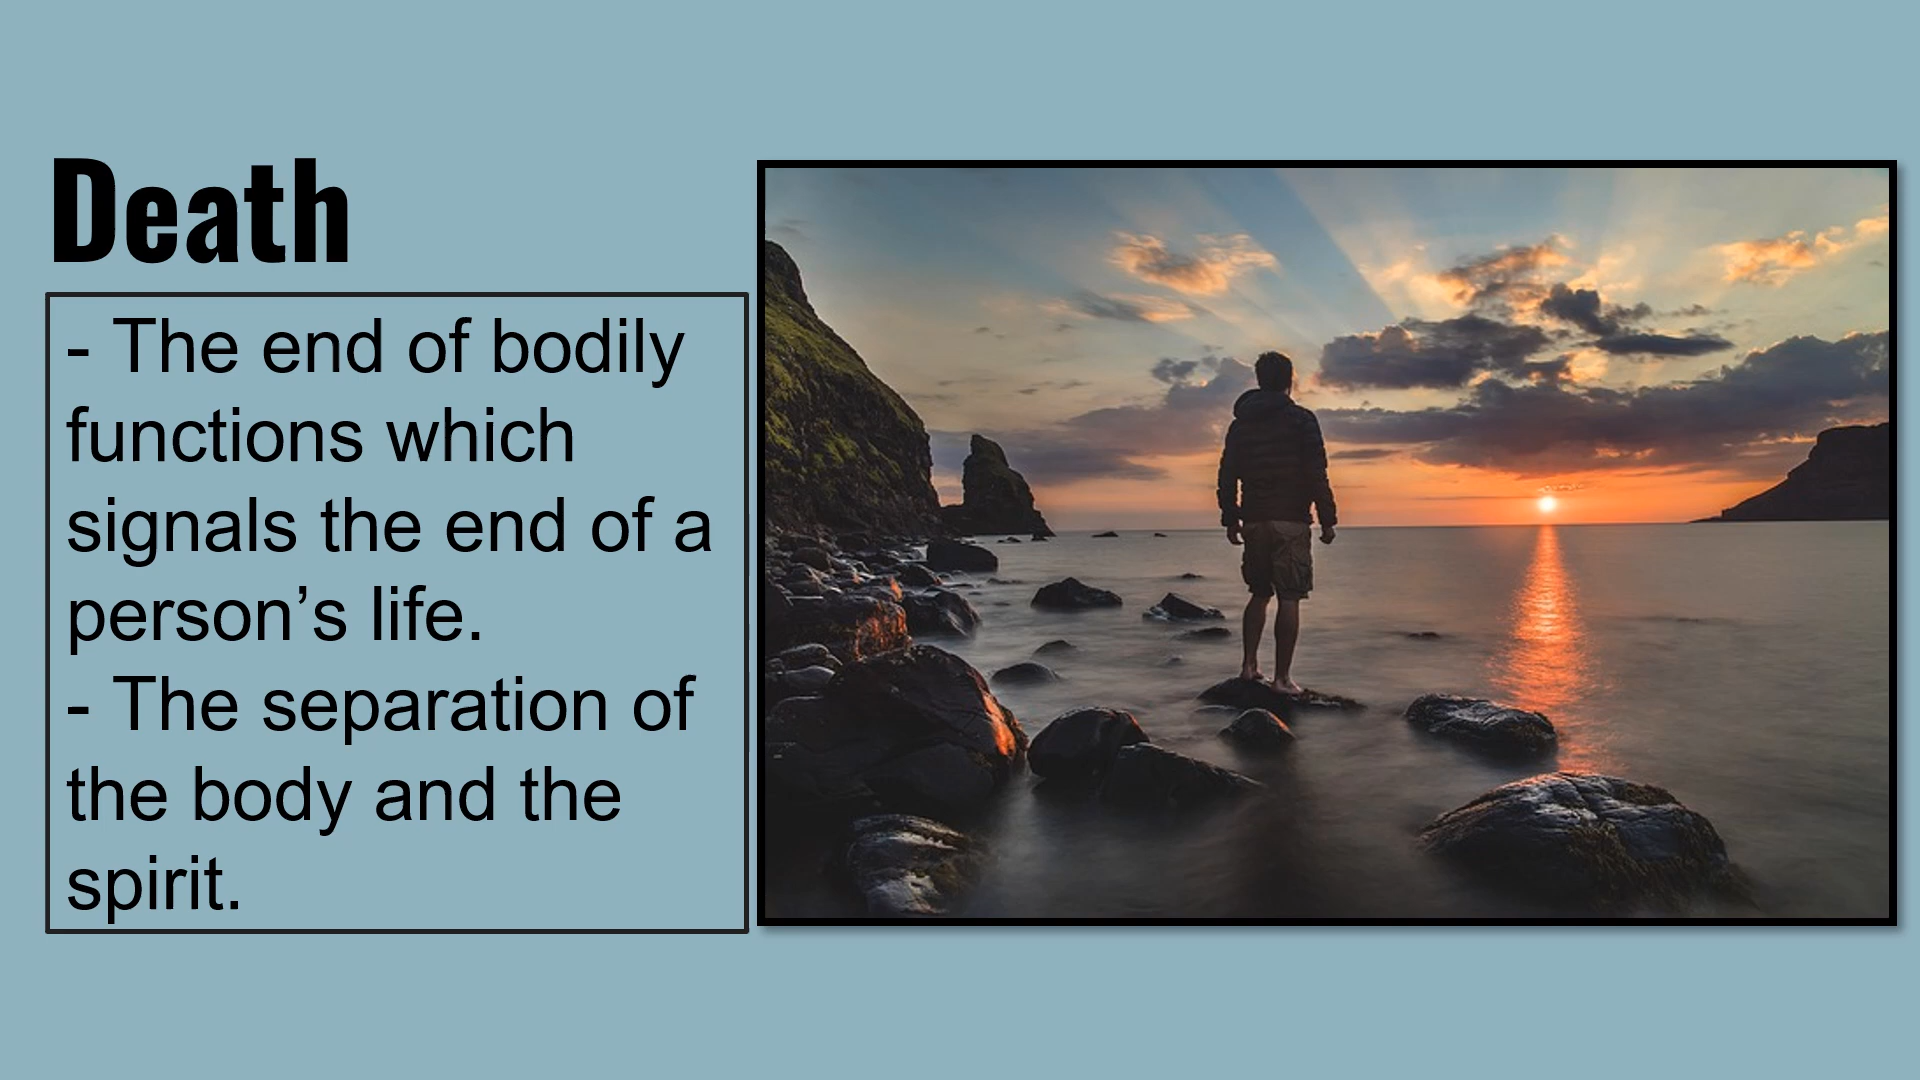 Death
- The end of bodily
functions which
signals the end of a
person’s life.
- The separation of
the body and the
spirit.